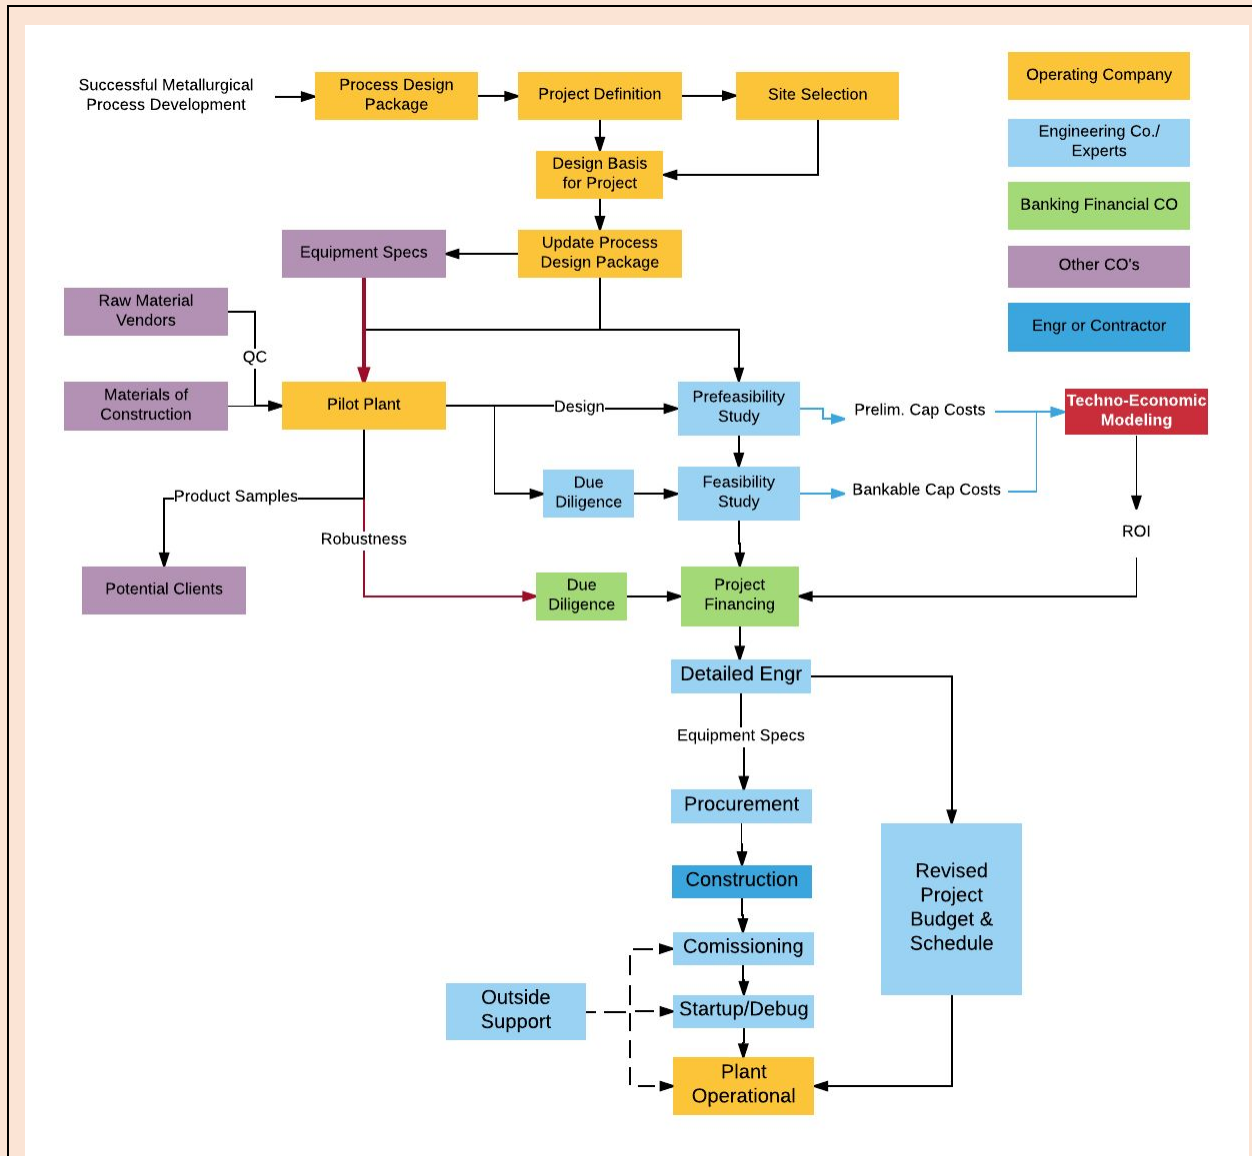 Successful Metallurgical
Process Development
Process Design
Package
Project Definition
Site Selection
Operating Company
Engineering Co./
Experts
Banking Financial CO
Other CO's
Engr or Contractor
Design Basis
for Project
Update Process
Design Package
Equipment Specs
Raw Material
Vendors
QC
Materials of
Construction
Pilot Plant
Design
Prefeasibility
Study
Prelim. Cap Costs
Techno-Economic
Modeling
Product Samples
Due
Diligence
Feasibility
Study
Bankable Cap Costs
Robustness
ROI
Potential Clients
Due
Diligence
Project
Financing
Detailed Engr
Equipment Specs
Procurement
Construction
Revised
Project
Budget &
Schedule
Comissioning
Outside
Support
Startup/Debug
Plant
Operational